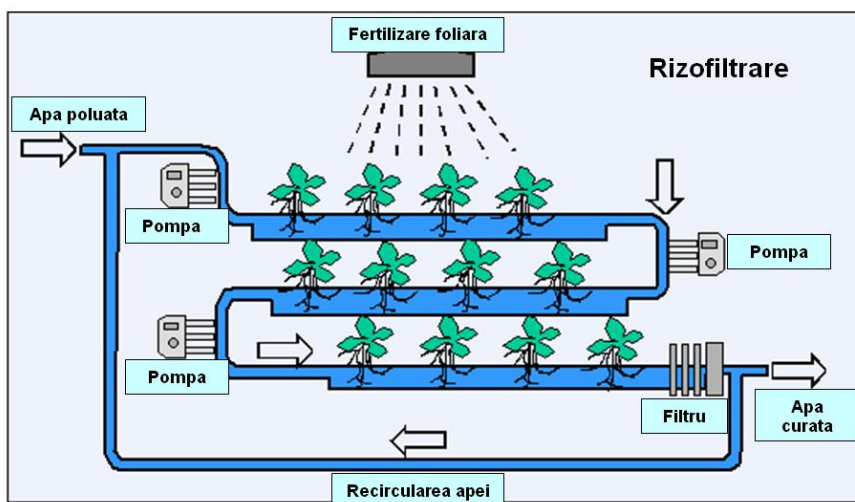 Fertilizare foliara
Rizofiltrare
Apa poluata
Pompa
Pompa
Pompa
Filtru
Apa
curata
Recircularea apei